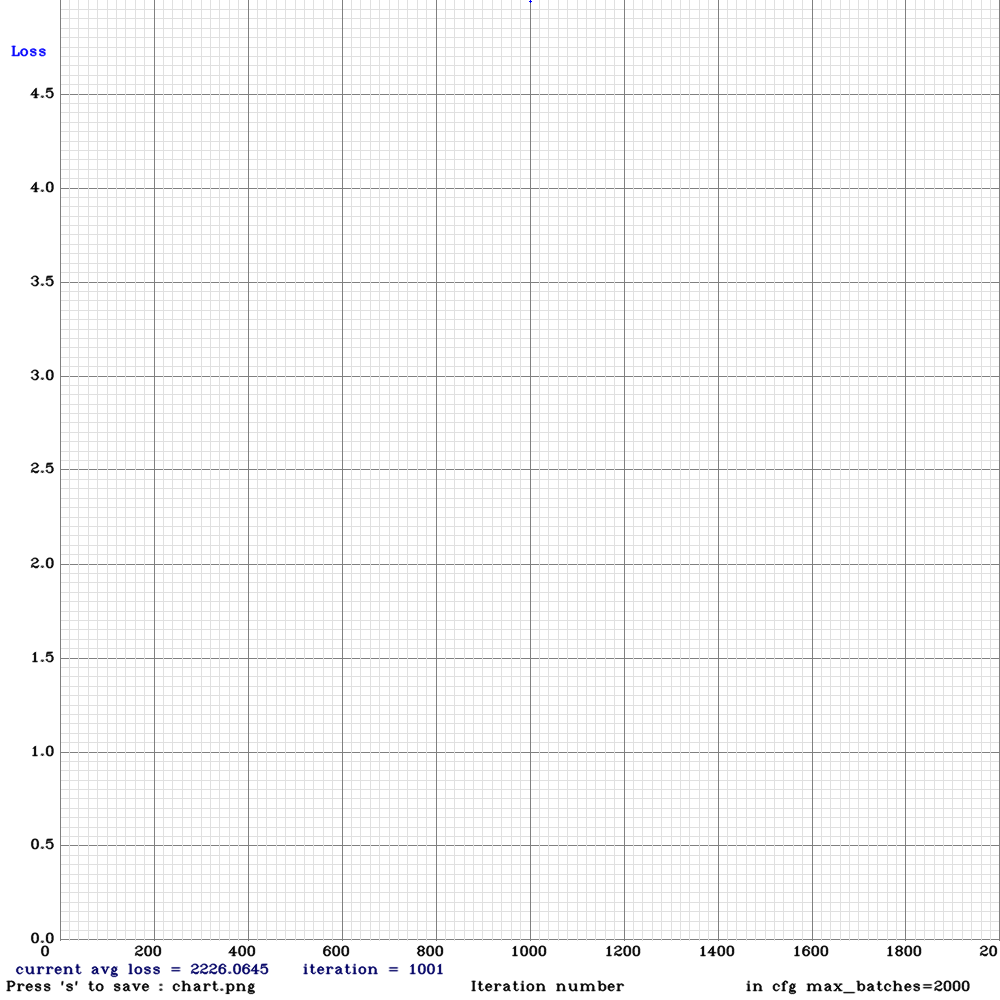 Loss
4.5
4.0
3.5
3.0
2.5
2.0
1.5
1.0
0.5
0.0
0 200 400 600 800 1000 1200 1400 1600 1800 20
current avg loss = 2226.0645 iteration = 1001
Press 's' to save : chart.png Iteration number in cfg max_batches=2000